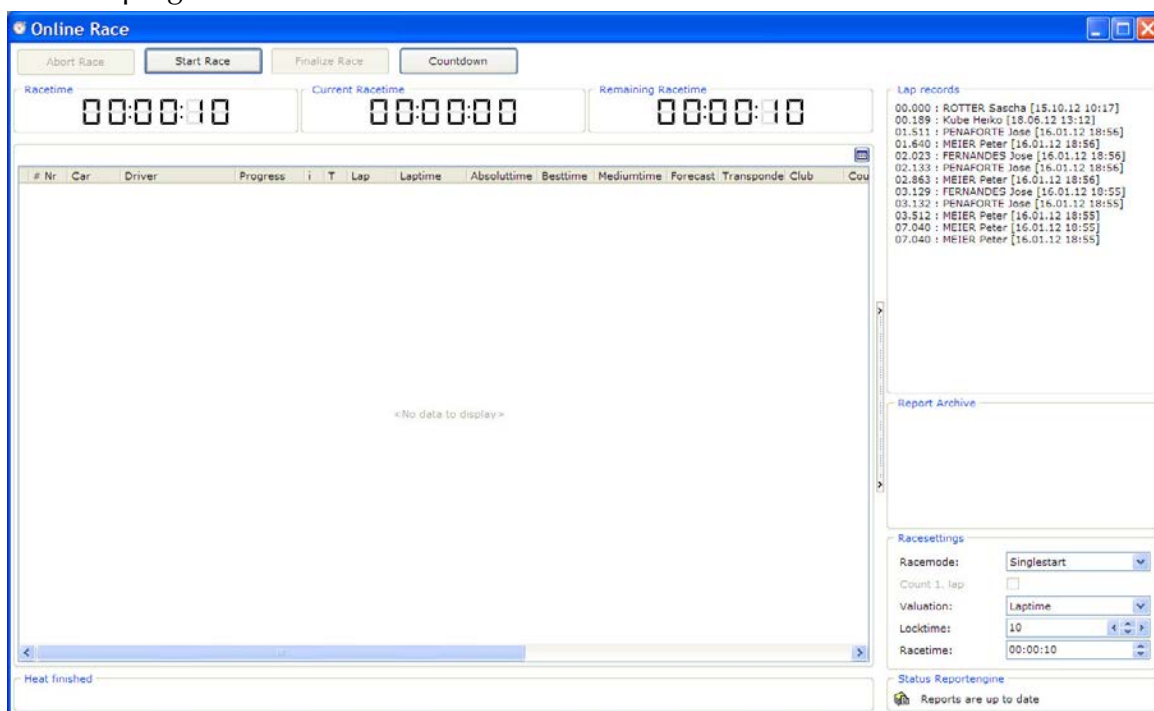 Online Race
Abort Race Start Race Finalize Race Countdown
Racetime Current Racetime Remaining Racetime Lap records
00:00:10 00:00:00 00:00:10
00.000 : ROTTER Sascha [15.10.12 10:17]
00.189 : Kube Heiko [18.06.12 13:12]
01.511 : PENAFORTE Jose [16.01.12 18:56]
01.640 : MEIER Peter [16.01.12 18:56]
02.023 : FERNANDES Jose [16.01.12 18:56]
02.133 : PENAFORTE Jose [16.01.12 18:56]
02.863 : MEIER Peter [16.01.12 18:56]
03.129 : FERNANDES Jose [16.01.12 18:55]
03.132 : PENAFORTE Jose [16.01.12 18:55]
03.512 : MEIER Peter [16.01.12 18:55]
07.040 : MEIER Peter [16.01.12 18:55]
07.040 : MEIER Peter [16.01.12 18:55]
# Nr Car Driver Progress i T Lap Laptime Absoluttime Besttime Mediumtime Forecast Transponde Club Cou
<No data to display>
Report Archive
Racesettings
Racemode: Singlestart
Count 1. lap
Valuation: Laptime
Locktime: 10
Racetime: 00:00:10
Heat finished
Status Reportengine
Reports are up to date